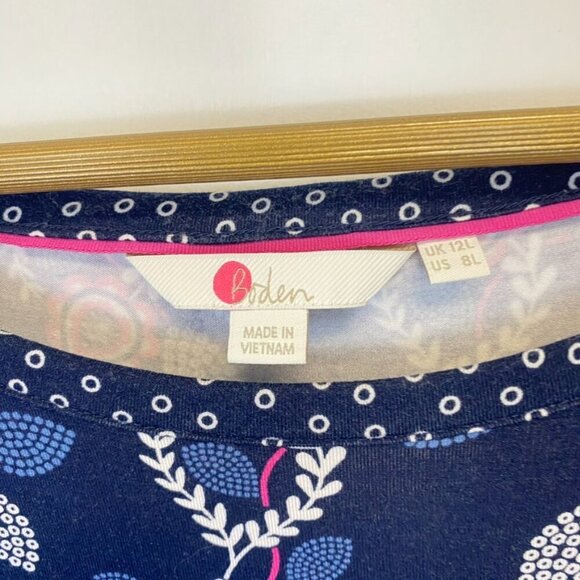 Boden
UK 12L
US 8L
MADE IN
VIETNAM